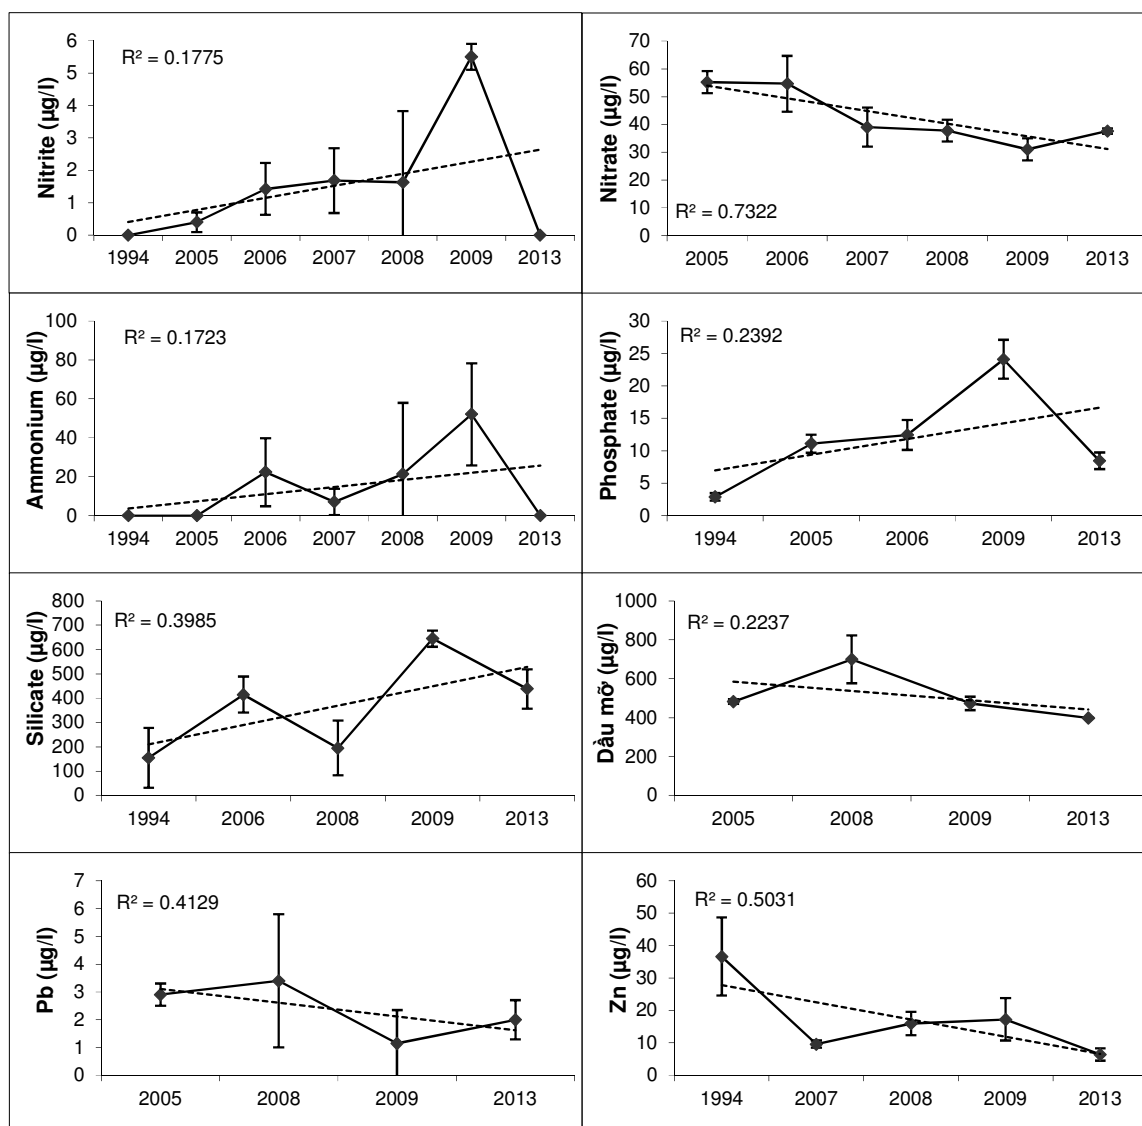 Nitrite (µg/l)
R² = 0.1775
6
5
4
3
2
1
0
1994 2005 2006 2007 2008 2009 2013
Nitrate (µg/l)
70
60
50
40
30
20
10
0
R² = 0.7322
2005 2006 2007 2008 2009 2013
Ammonium (µg/l)
R² = 0.1723
100
80
60
40
20
0
1994 2005 2006 2007 2008 2009 2013
Phosphate (µg/l)
R² = 0.2392
30
25
20
15
10
5
0
1994 2005 2006 2009 2013
Silicate (µg/l)
R² = 0.3985
800
700
600
500
400
300
200
100
0
1994 2006 2008 2009 2013
Dầu mỡ (µg/l)
R² = 0.2237
1000
800
600
400
200
0
2005 2008 2009 2013
Pb (µg/l)
R² = 0.4129
7
6
5
4
3
2
1
0
2005 2008 2009 2013
Zn (µg/l)
R² = 0.5031
60
50
40
30
20
10
0
1994 2007 2008 2009 2013